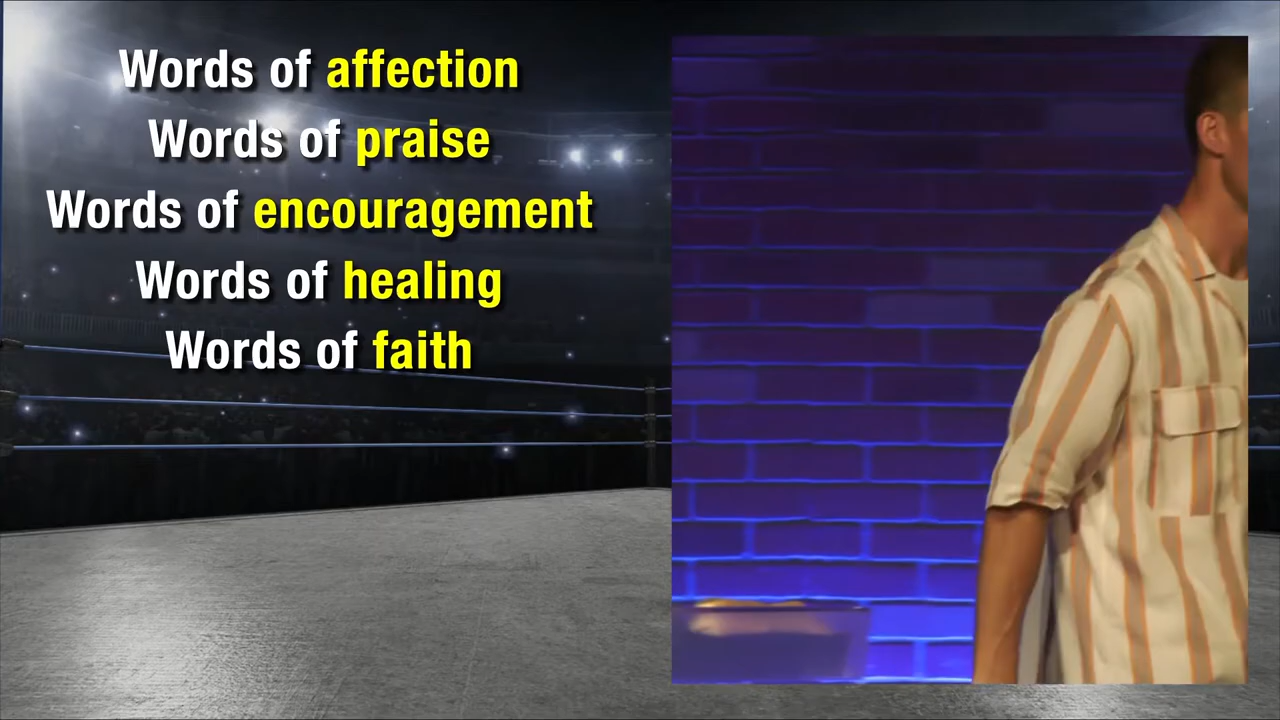 Words of affection
Words of praise
Words of encouragement
Words of healing
Words of faith